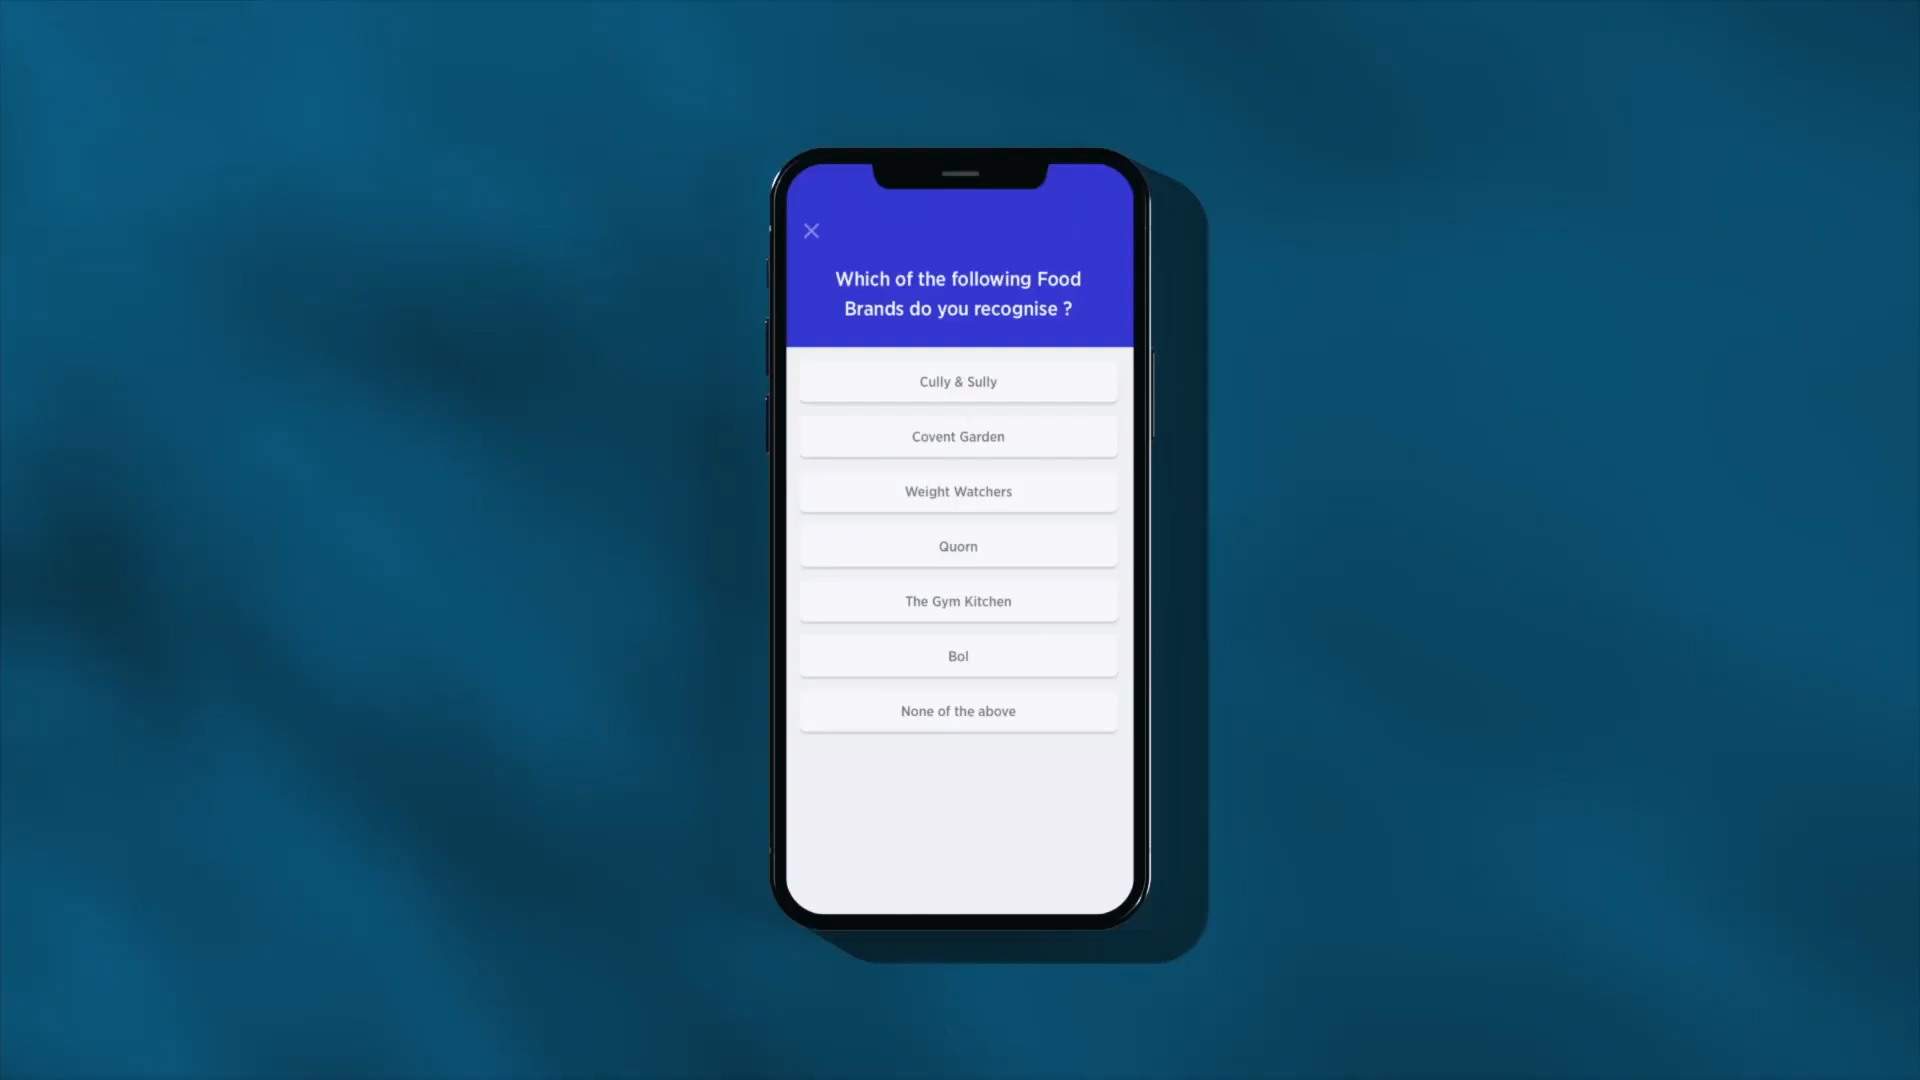 Which of the following Food
Brands do you recognise ?
Cully & Sully
Covent Garden
Weight Watchers
Quorn
The Gym Kitchen
Bol
None of the above